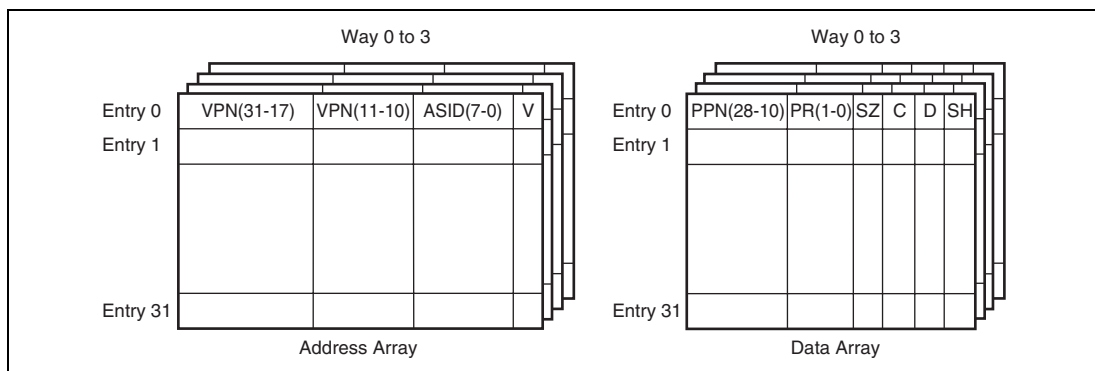 Way 0 to 3
Entry 0 VPN(31-17) VPN(11-10) ASID(7-0) V
Entry 1
Entry 31
Address Array
Way 0 to 3
Entry 0 PPN(28-10) PR(1-0) SZ C D SH
Entry 1
Entry 31
Data Array